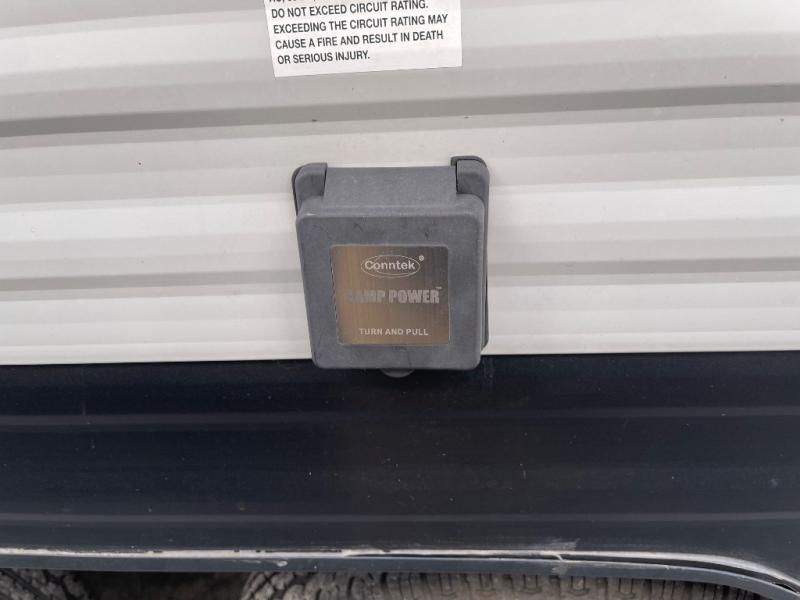 DO NOT EXCEED CIRCUIT RATING.
EXCEEDING THE CIRCUIT RATING MAY
CAUSE A FIRE AND RESULT IN DEATH
OR SERIOUS INJURY.
Conntek®
CAMP POWER™
TURN AND PULL